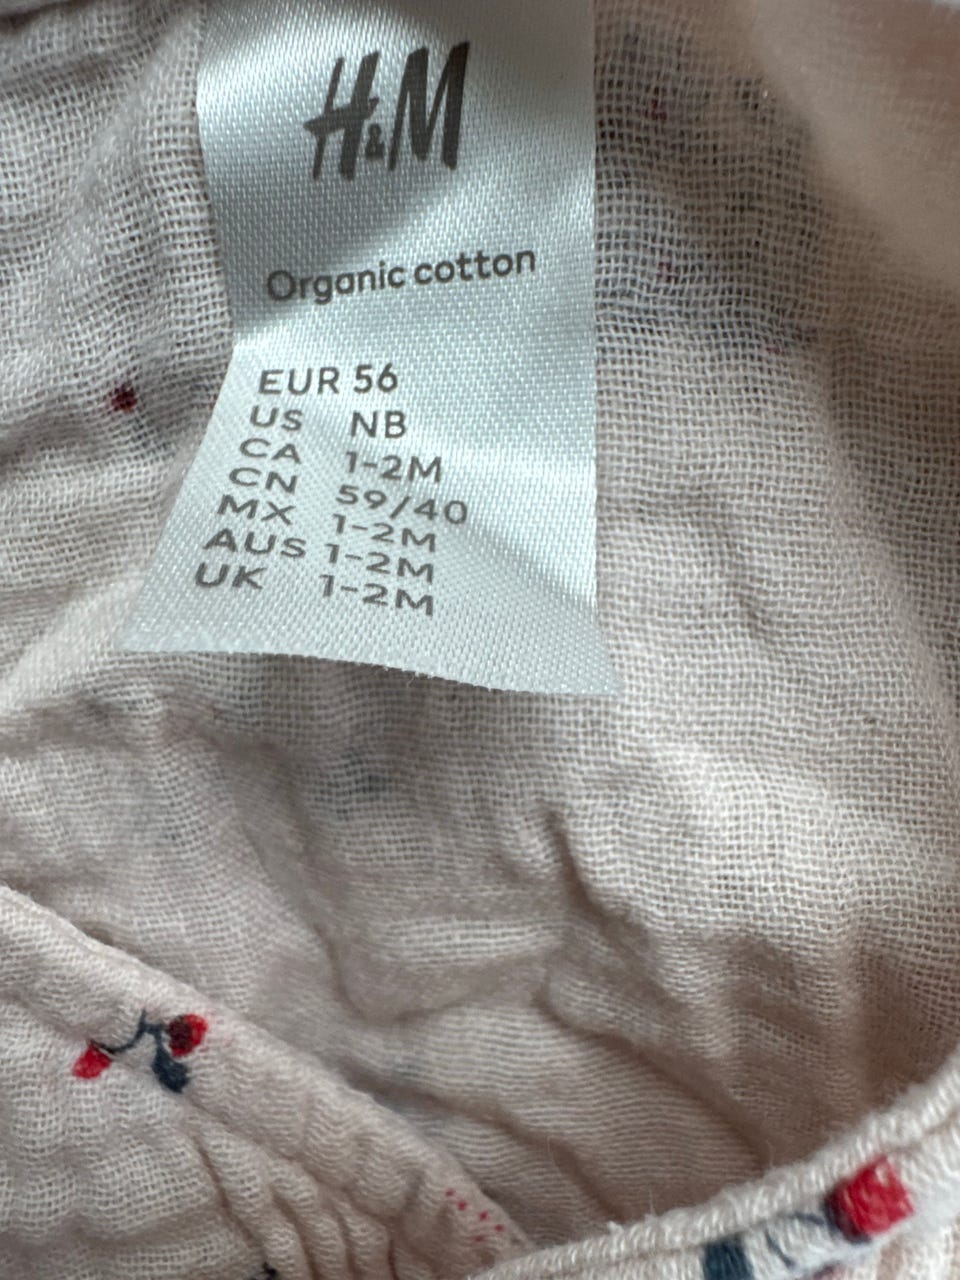 H&M
Organic cotton
EUR 56
US NB
CA 1-2M
CN 59/40
MX 1-2M
AUS 1-2M
UK 1-2M